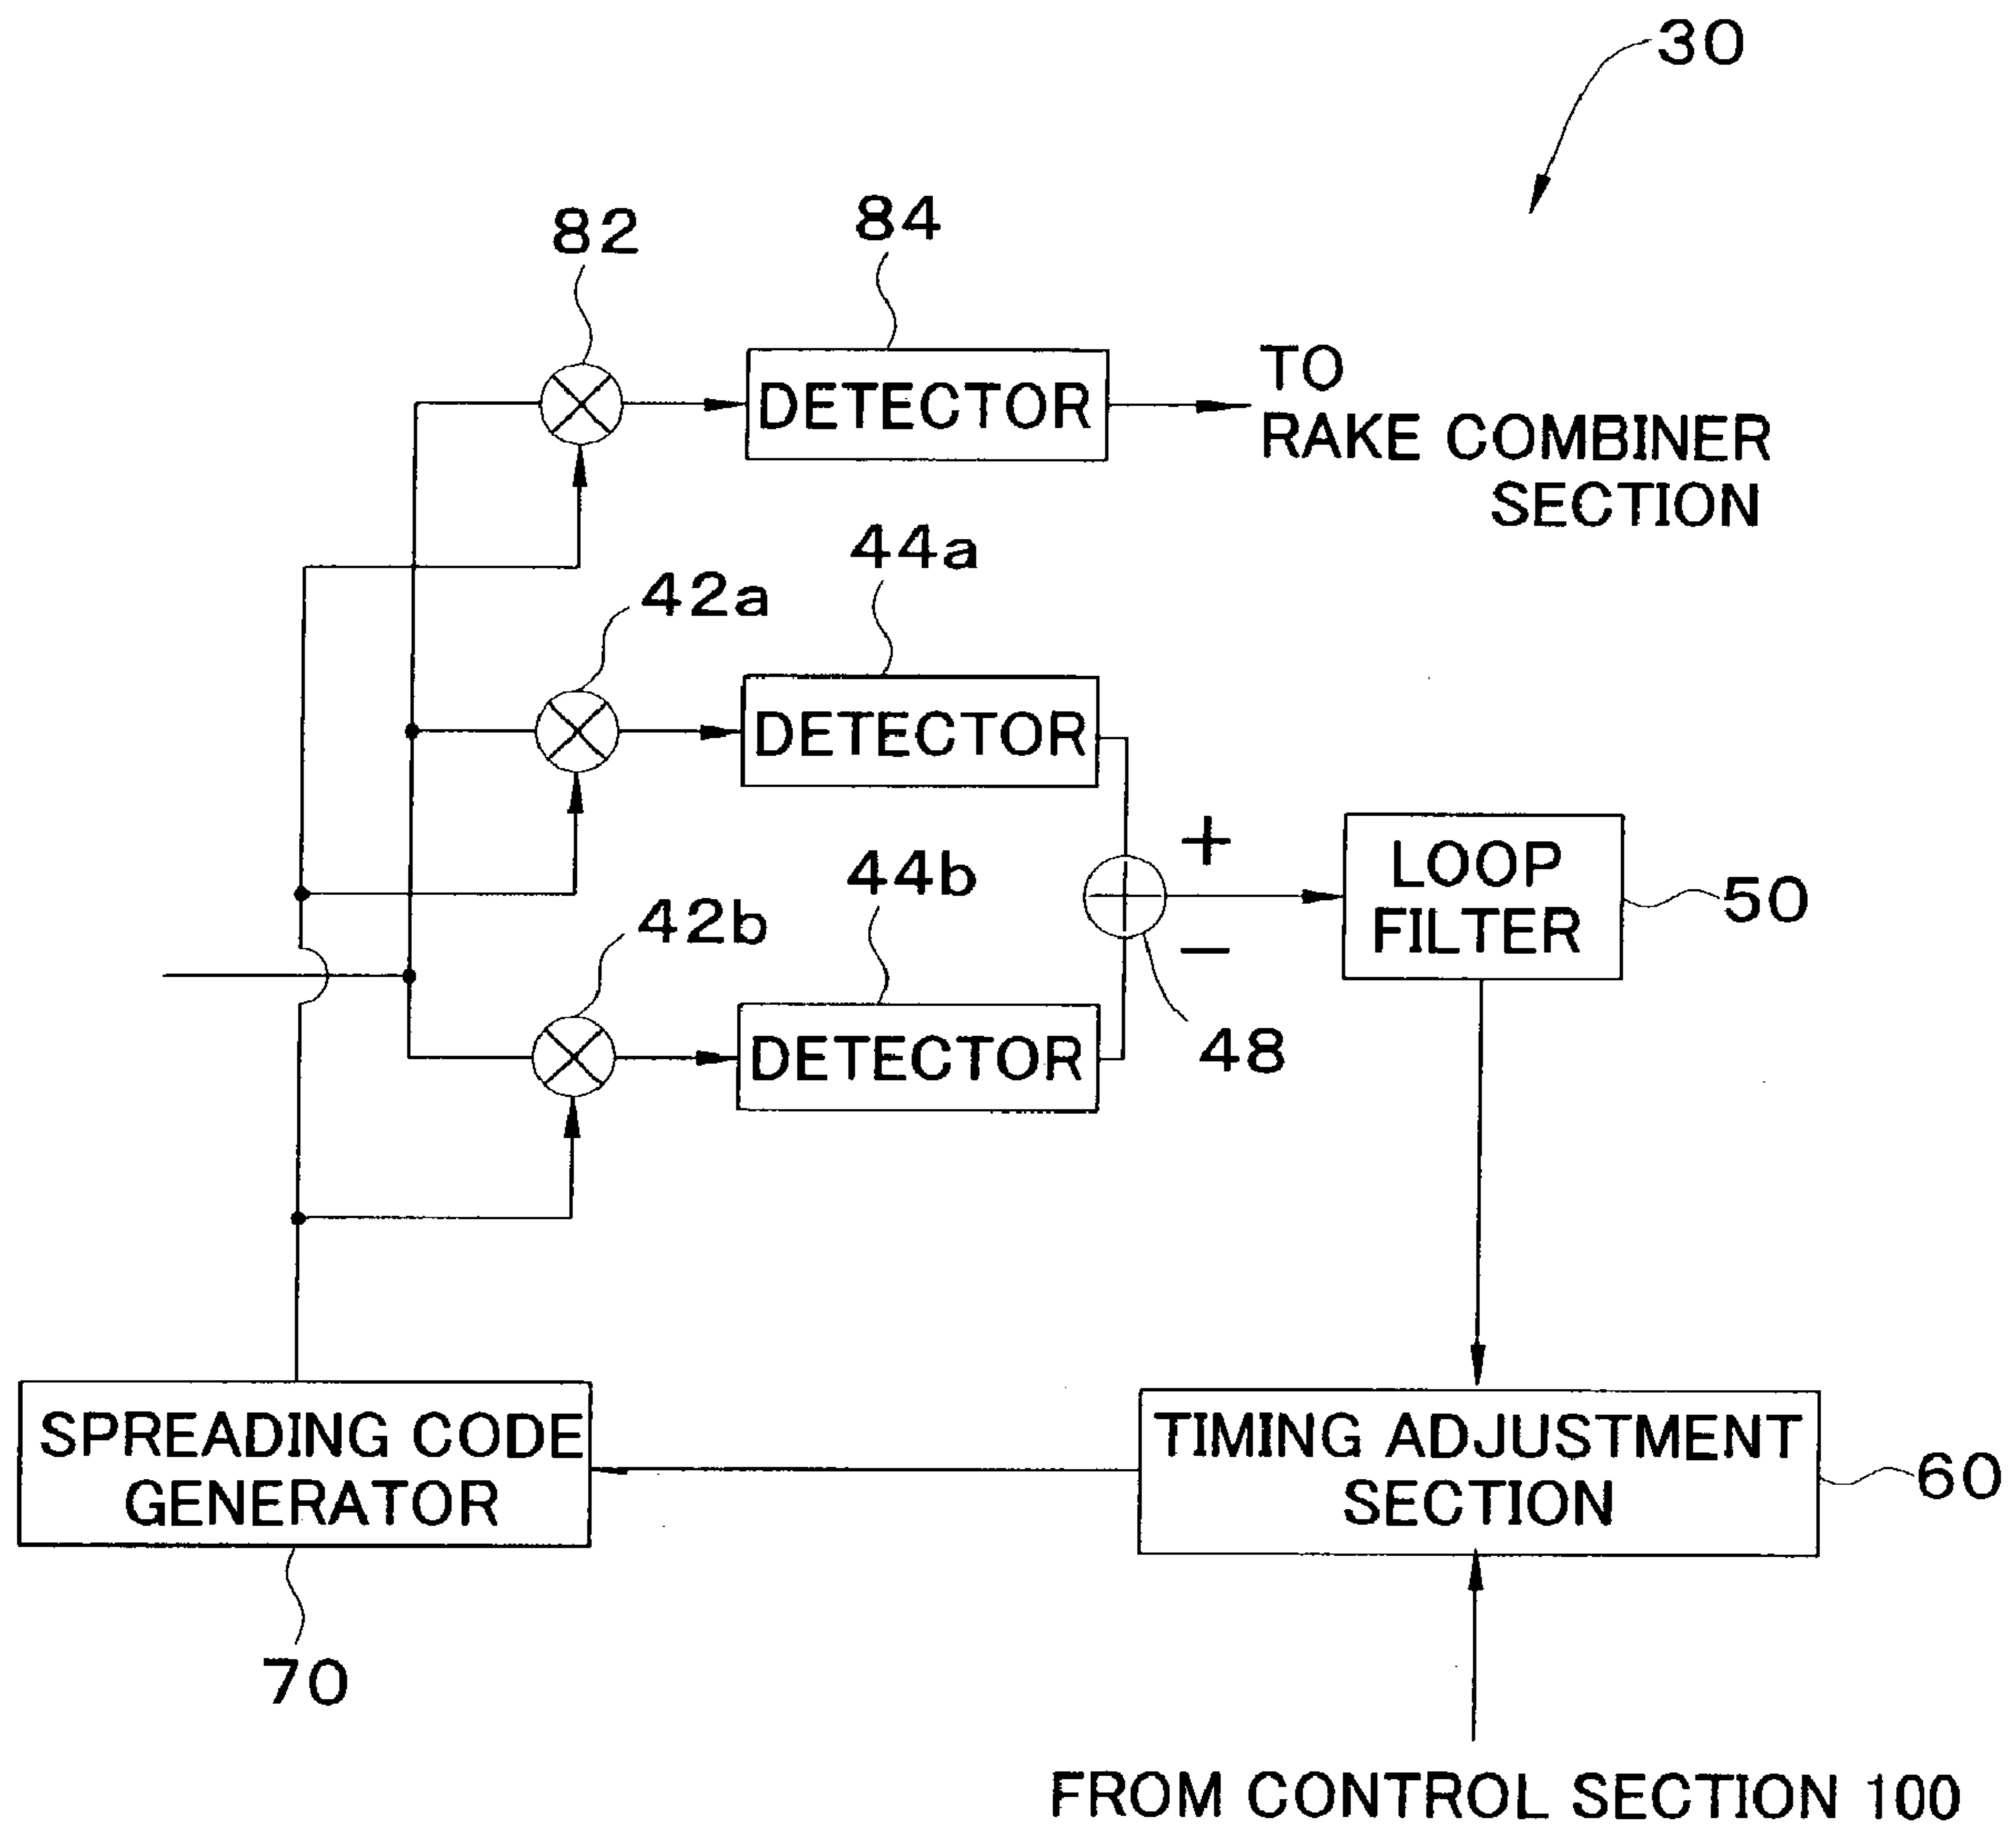 30
82
84
DETECTOR
TO
RAKE COMBINER
SECTION
42a
44a
DETECTOR
+
42b
44b
DETECTOR
−
48
LOOP
FILTER
50
SPREADING CODE
GENERATOR
70
TIMING ADJUSTMENT
SECTION
60
FROM CONTROL SECTION 100